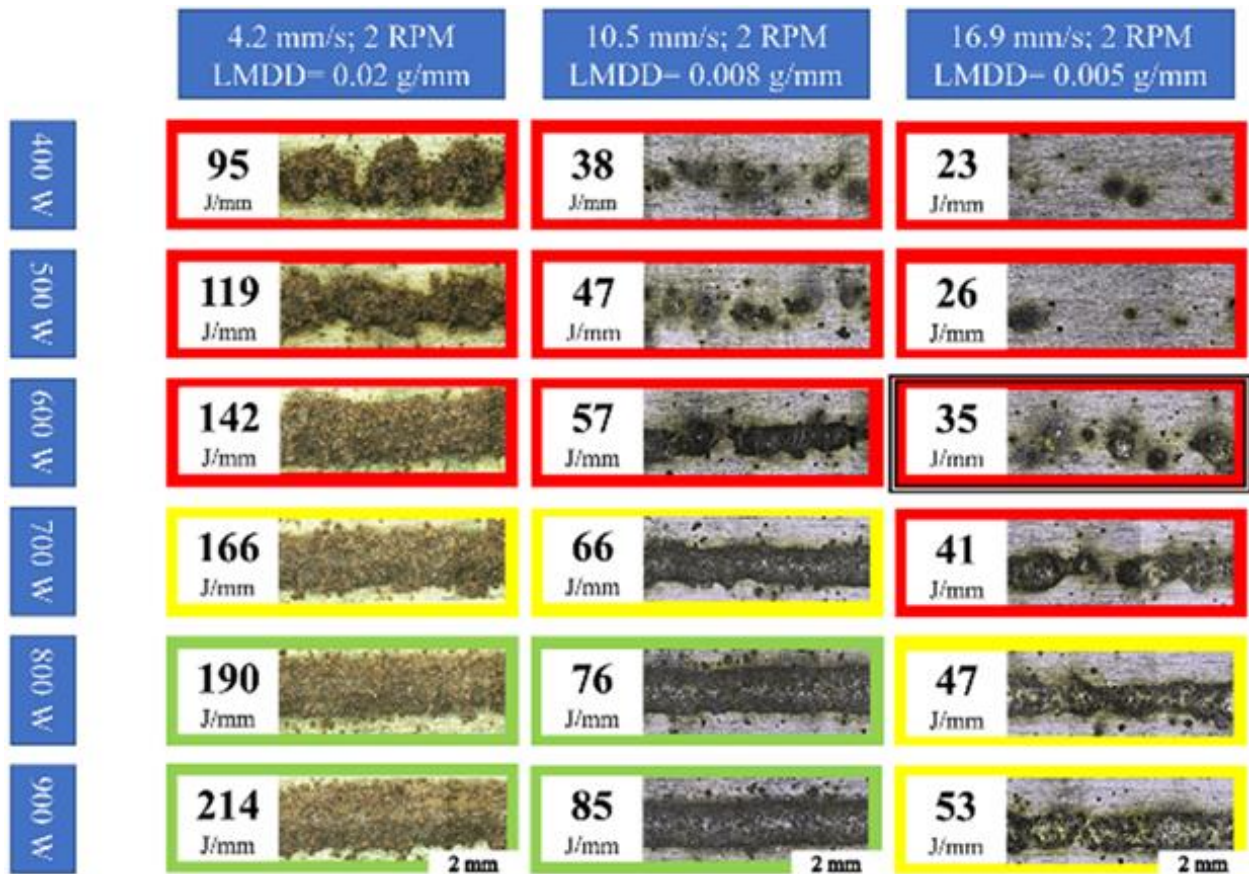 4.2 mm/s; 2 RPM
LMDD= 0.02 g/mm
10.5 mm/s; 2 RPM
LMDD= 0.008 g/mm
16.9 mm/s; 2 RPM
LMDD= 0.005 g/mm
400 W
95
J/mm
38
J/mm
23
J/mm
500 W
119
J/mm
47
J/mm
26
J/mm
600 W
142
J/mm
57
J/mm
35
J/mm
700 W
166
J/mm
66
J/mm
41
J/mm
800 W
190
J/mm
76
J/mm
47
J/mm
900 W
214
J/mm
2 mm
85
J/mm
2 mm
53
J/mm
2 mm